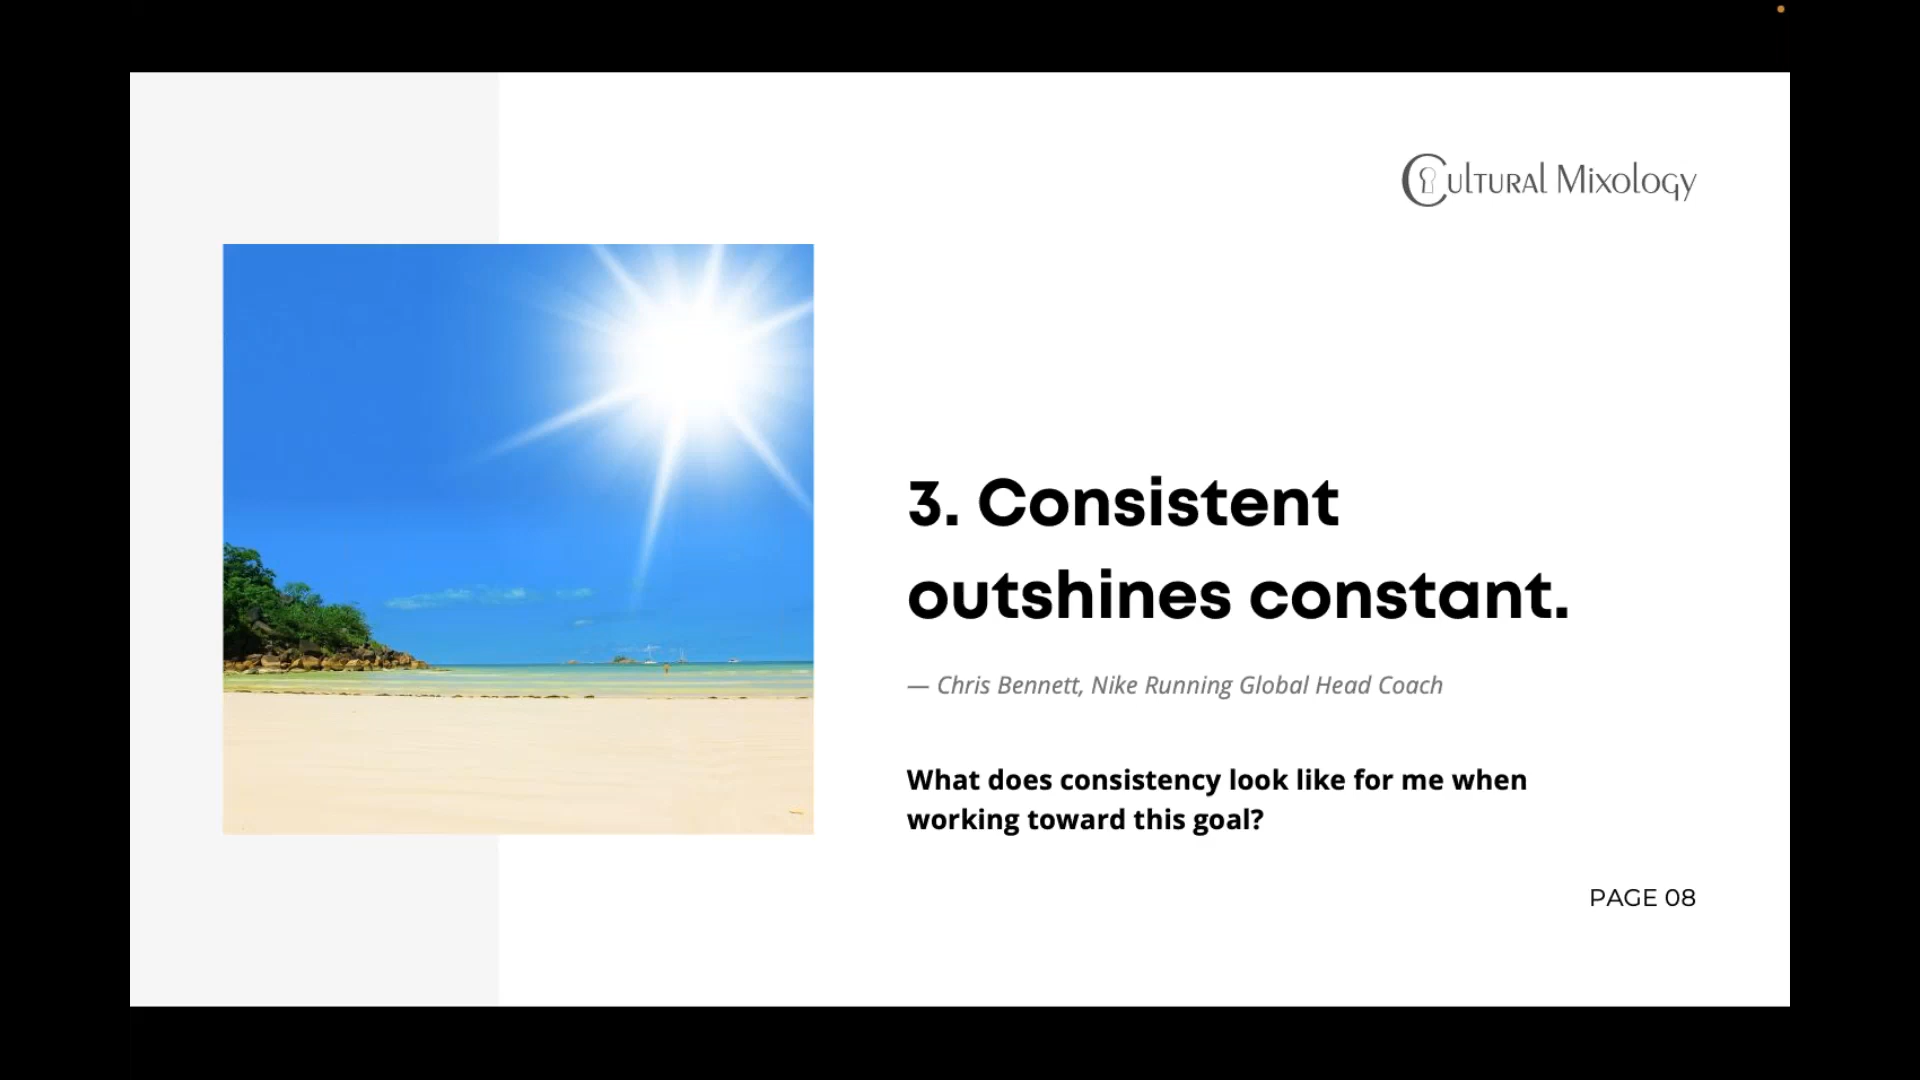 Cultural Mixology
3. Consistent
outshines constant.
— Chris Bennett, Nike Running Global Head Coach
What does consistency look like for me when
working toward this goal?
PAGE 08